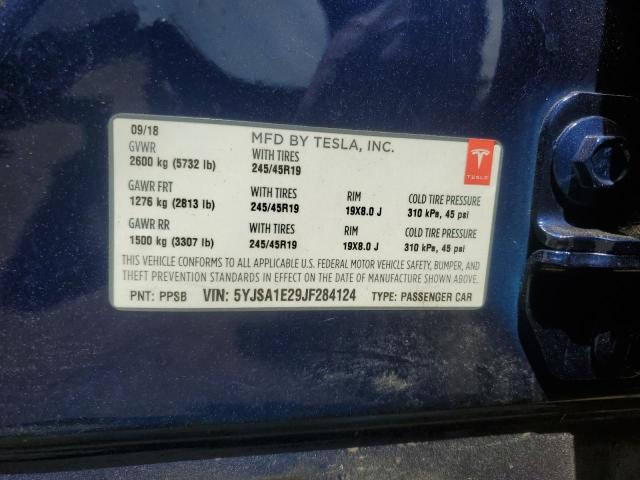 09/18 MFD BY TESLA, INC.
GVWR WITH TIRES
2600 kg (5732 lb) 245/45R19
TESLA
GAWR FRT WITH TIRES RIM COLD TIRE PRESSURE
1276 kg (2813 lb) 245/45R19 19X8.0 J 310 kPa, 45 psi
GAWR RR WITH TIRES RIM COLD TIRE PRESSURE
1500 kg (3307 lb) 245/45R19 19X8.0 J 310 kPa, 45 psi
THIS VEHICLE CONFORMS TO ALL APPLICABLE U.S. FEDERAL MOTOR VEHICLE SAFETY, BUMPER, AND
THEFT PREVENTION STANDARDS IN EFFECT ON THE DATE OF MANUFACTURE SHOWN ABOVE.
PNT: PPSB VIN: 5YJSA1E29JF284124 TYPE: PASSENGER CAR